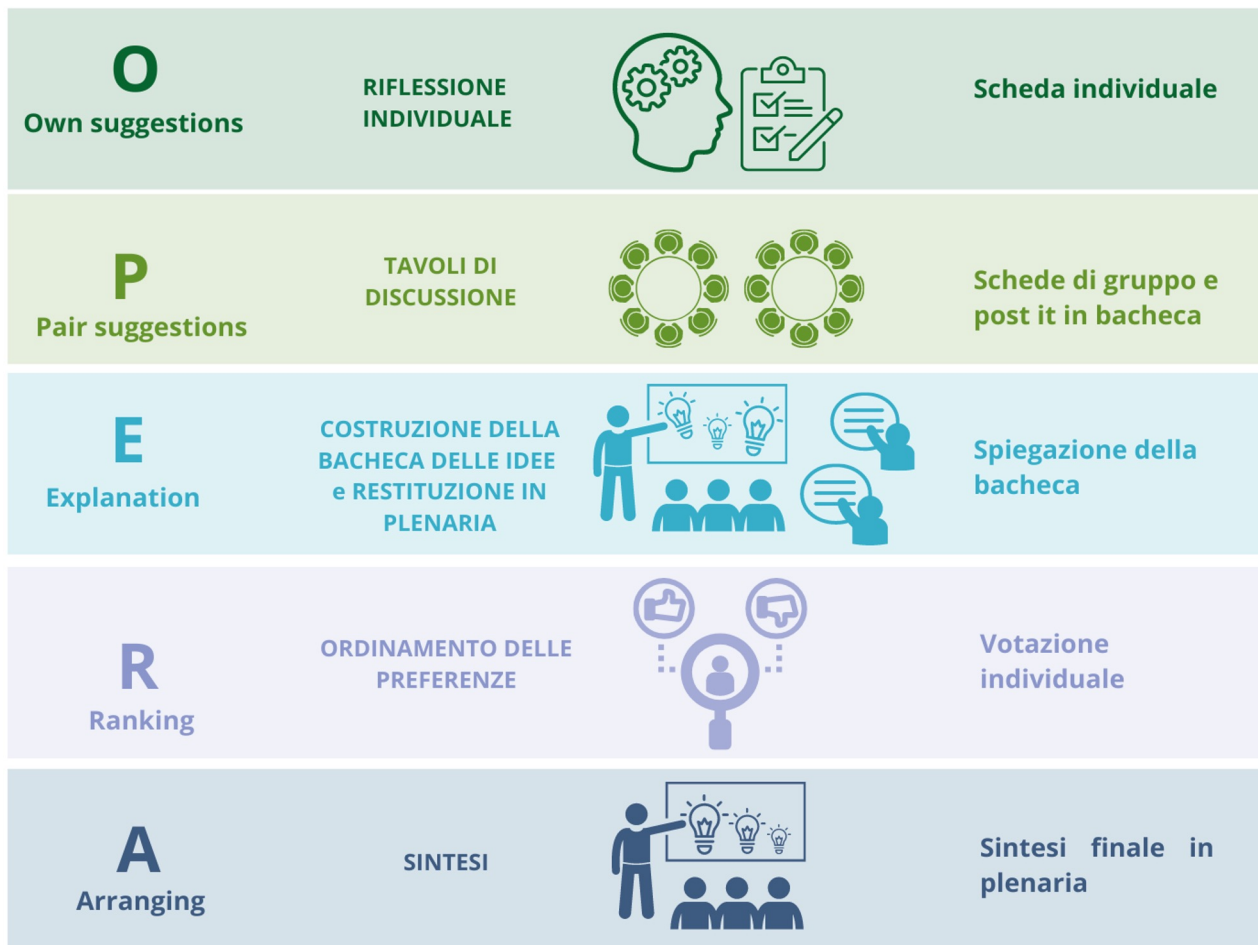 O
Own suggestions
RIFLESSIONE
INDIVIDUALE
Scheda individuale
P
Pair suggestions
TAVOLI DI
DISCUSSIONE
Schede di gruppo e
post it in bacheca
E
Explanation
COSTRUZIONE DELLA
BACHECA DELLE IDEE
e RESTITUZIONE IN
PLENARIA
Spiegazione della
bacheca
R
Ranking
ORDINAMENTO DELLE
PREFERENZE
Votazione
individuale
A
Arranging
SINTESI
Sintesi finale in
plenaria